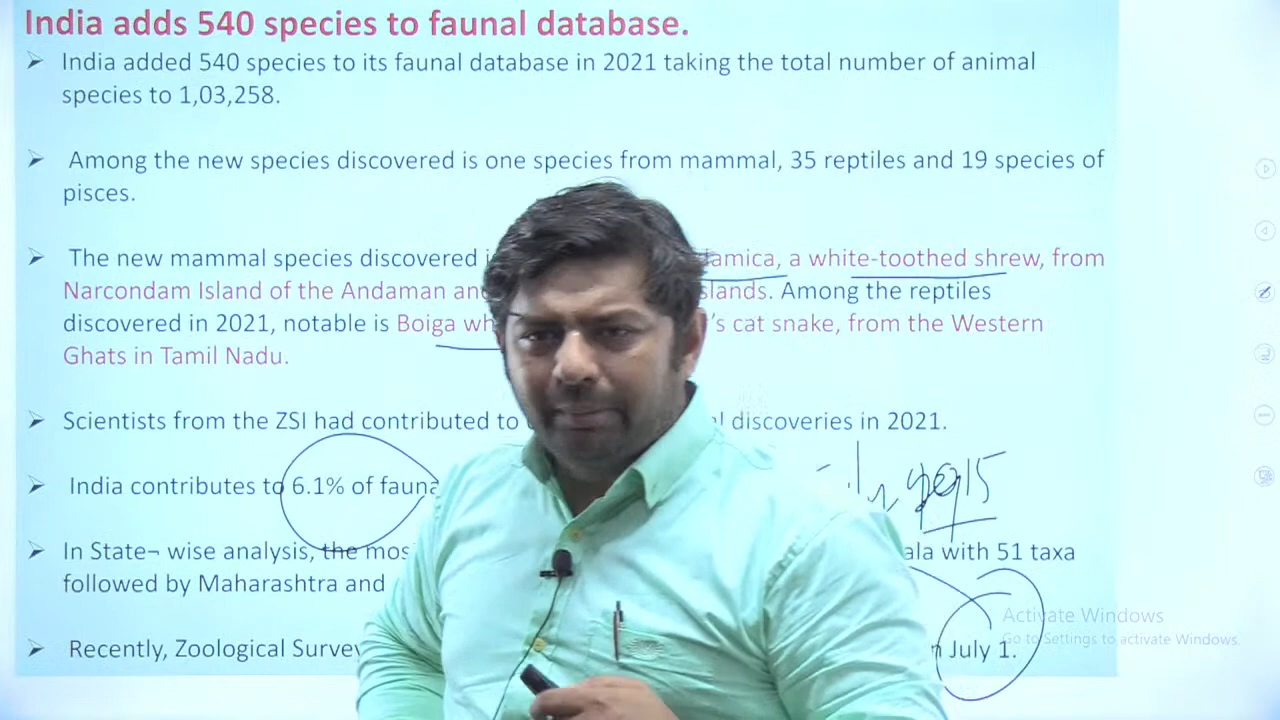 India adds 540 species to faunal database.
➤ India added 540 species to its faunal database in 2021 taking the total number of animal
species to 1,03,258.
➤ Among the new species discovered is one species from mammal, 35 reptiles and 19 species of
pisces.
➤ The new mammal species discovered damica, a white-toothed shrew, from
Narcondam Island of the Andaman slands. Among the reptiles
discovered in 2021, notable is Boiga 's cat snake, from the Western
Ghats in Tamil Nadu.
➤ Scientists from the ZSI had contributed to discoveries in 2021.
➤ India contributes to 6.1% of fauna
➤ In State¬ wise analysis, the mos ala with 51 taxa
followed by Maharashtra and
Activate Windows
Go to Settings to activate Windows.
➤ Recently, Zoological Survey July 1.